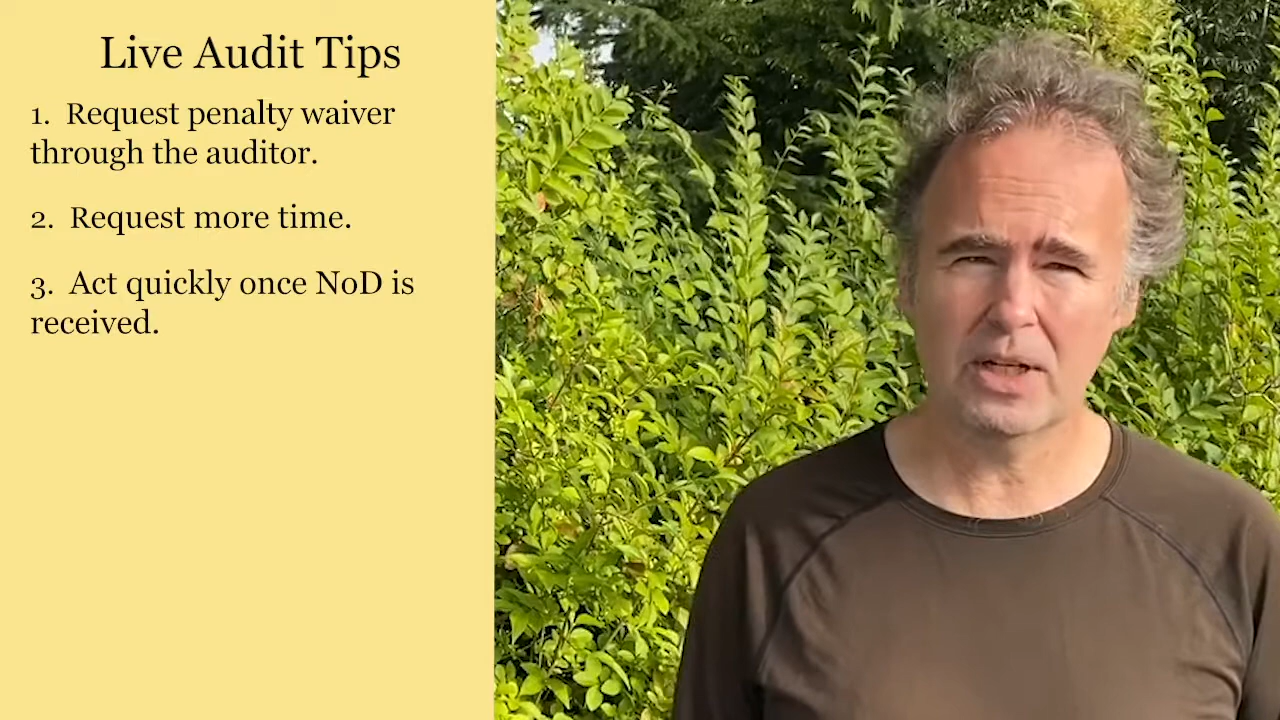 Live Audit Tips
1. Request penalty waiver
through the auditor.
2. Request more time.
3. Act quickly once NoD is
received.